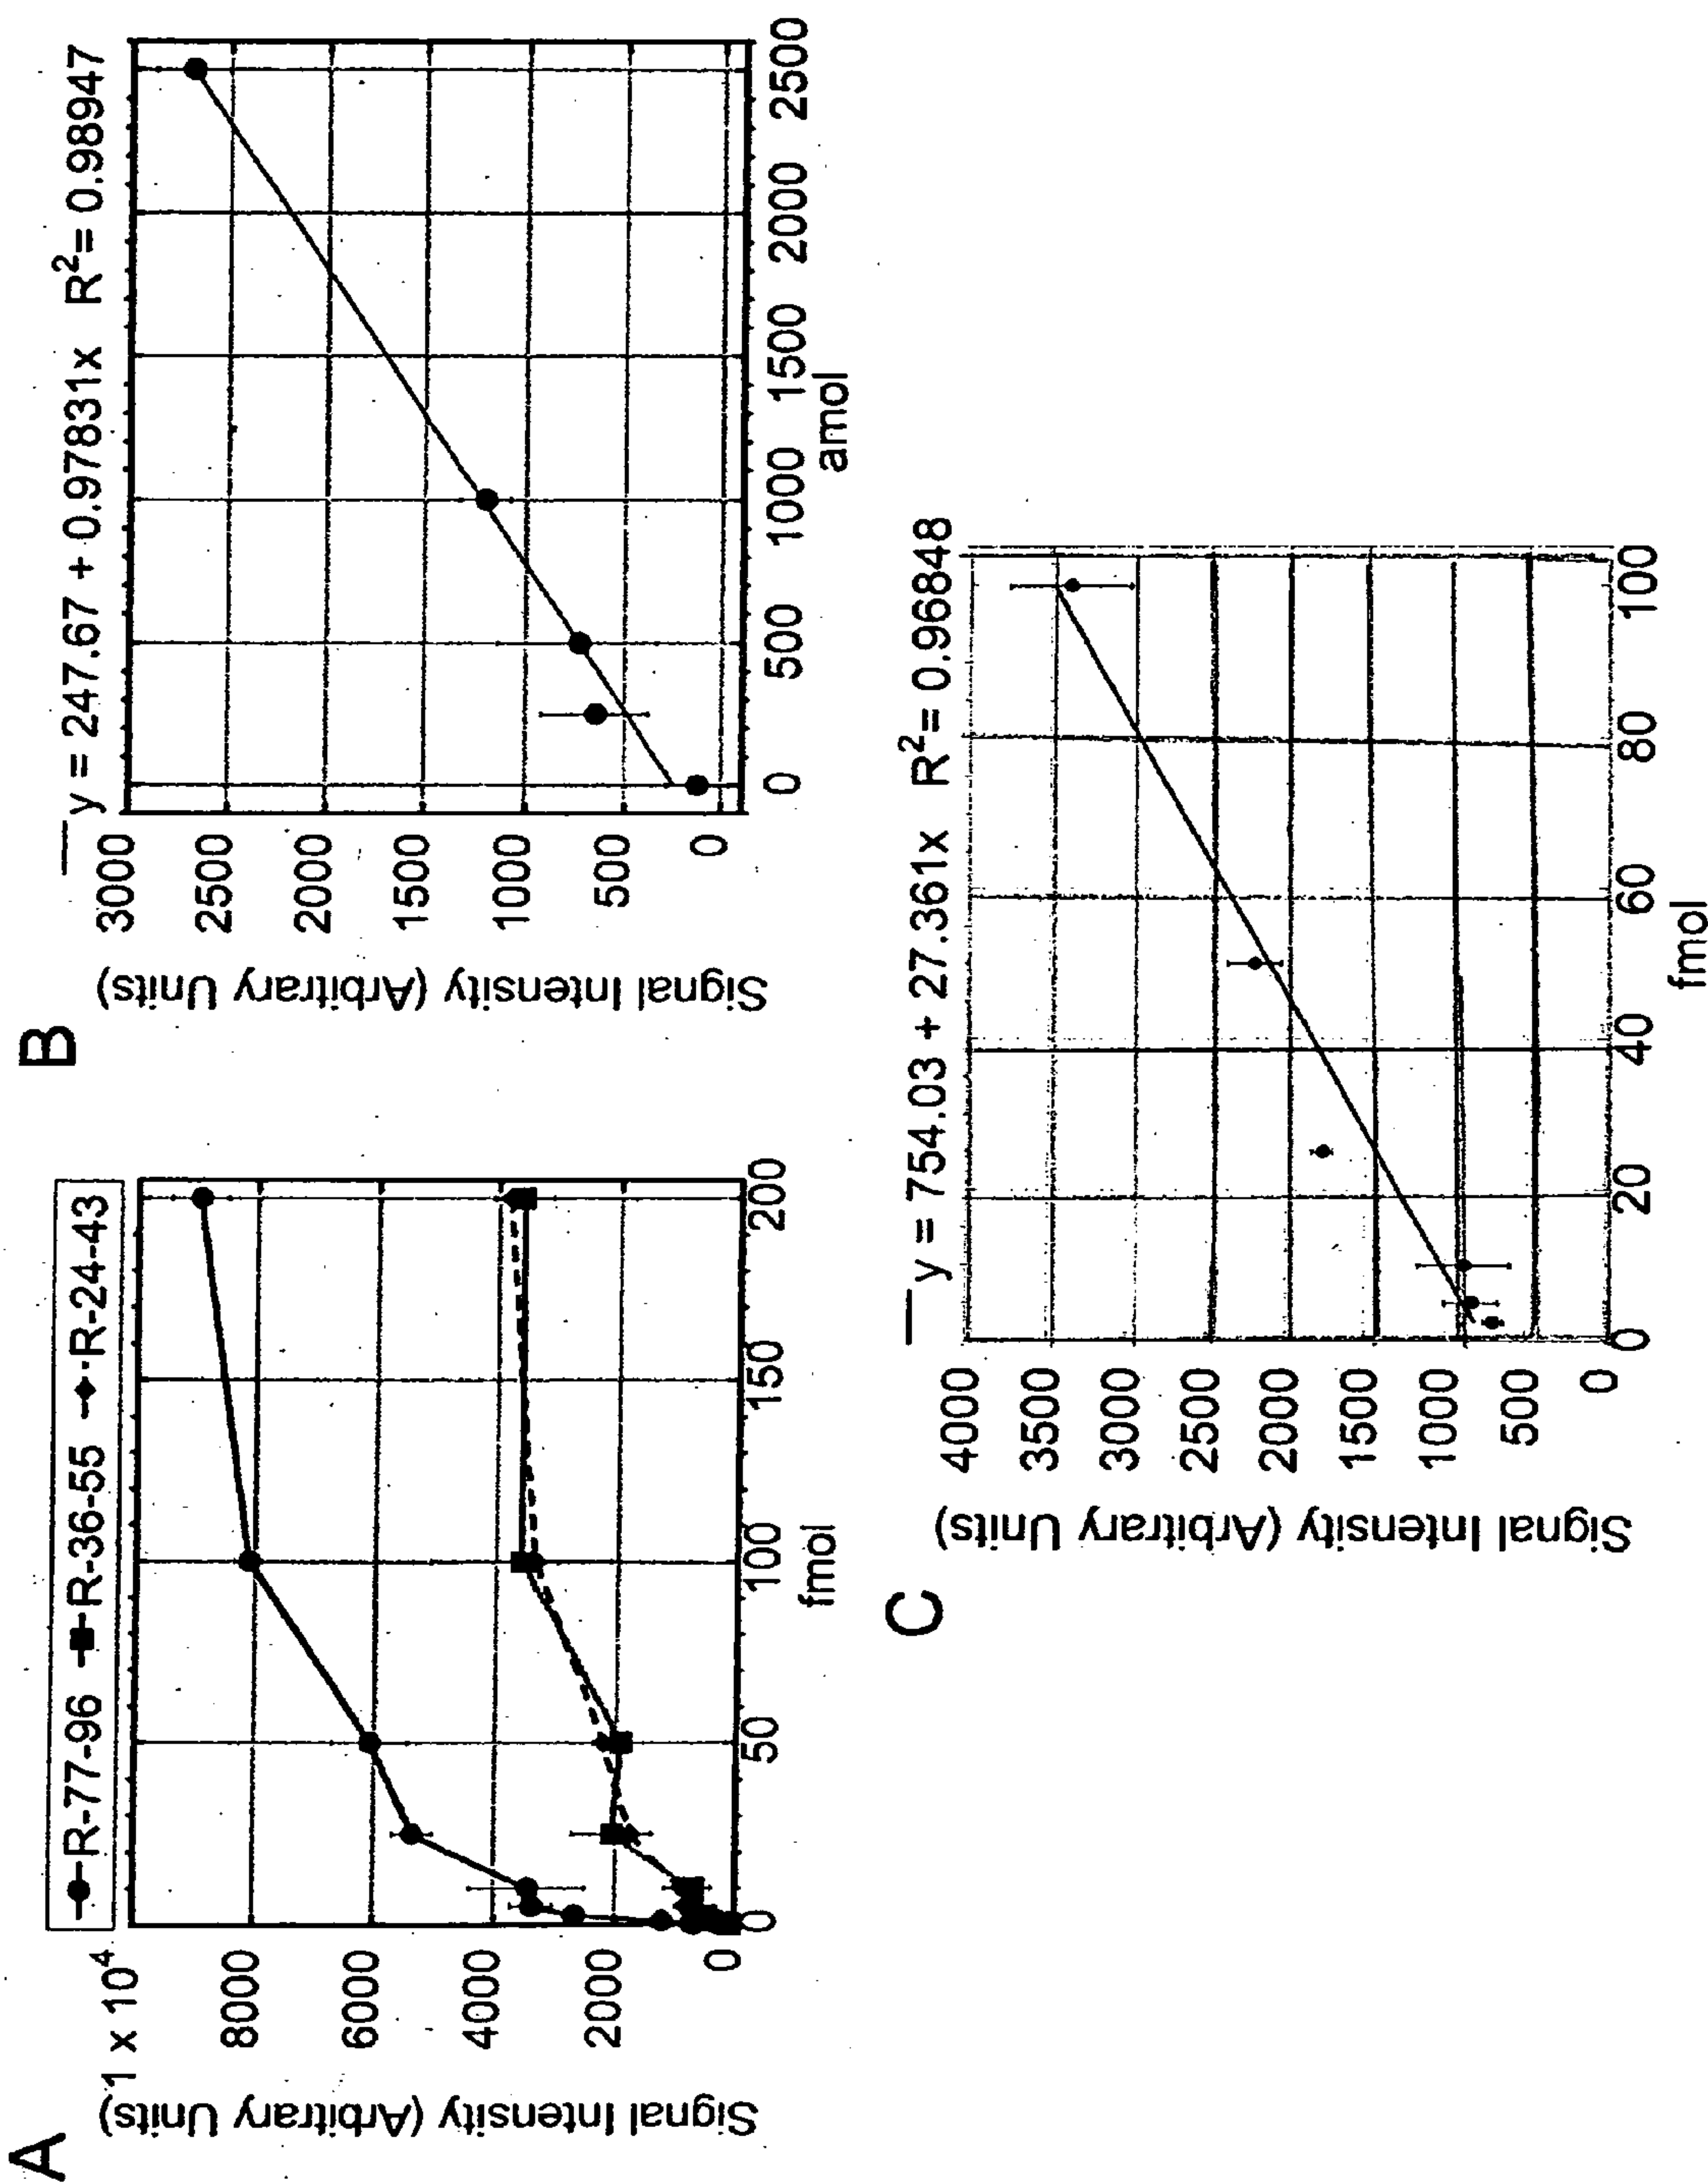 A
R-77-96 R-36-55 R-24-43
1 x 10⁴
8000
6000
4000
2000
0
0 50 100 150 200
fmol
Signal Intensity (Arbitrary Units)
B
y = 247.67 + 0.97831x R²= 0.98947
3000
2500
2000
1500
1000
500
0
0 500 1000 1500 2000 2500
amol
Signal Intensity (Arbitrary Units)
C
y = 754.03 + 27.361x R²= 0.96848
4000
3500
3000
2500
2000
1500
1000
500
0
0 20 40 60 80 100
fmol
Signal Intensity (Arbitrary Units)